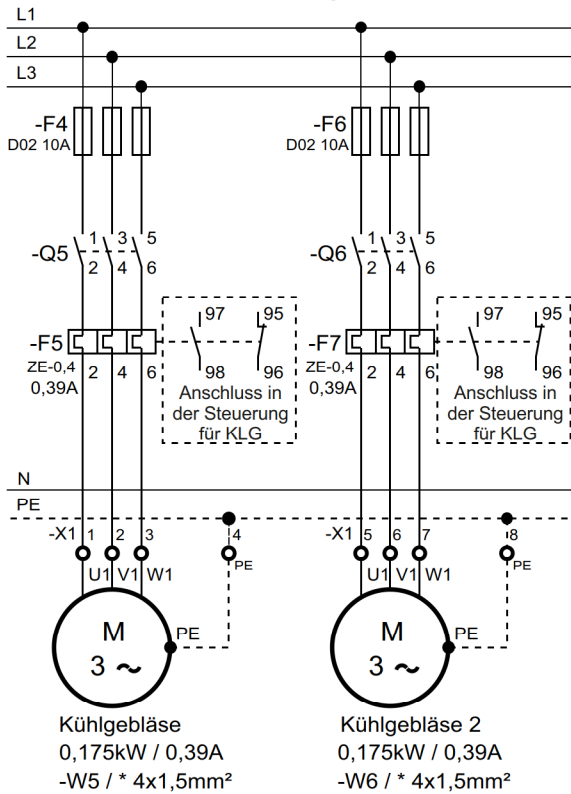 L1
L2
L3
-F4
D02 10A
-F6
D02 10A
-Q5
1 3 5
2 4 6
-Q6
1 3 5
2 4 6
-F5
ZE-0,4
0,39A
2 4 6
97 95
98 96
Anschluss in
der Steuerung
für KLG
-F7
ZE-0,4
0,39A
2 4 6
97 95
98 96
Anschluss in
der Steuerung
für KLG
N
PE
-X1 1 2 3 4
PE
U1 V1 W1
M
3 ~
PE
-X1 5 6 7 8
PE
U1 V1 W1
M
3 ~
PE
Kühlgebläse
0,175kW / 0,39A
-W5 / * 4x1,5mm²
Kühlgebläse 2
0,175kW / 0,39A
-W6 / * 4x1,5mm²